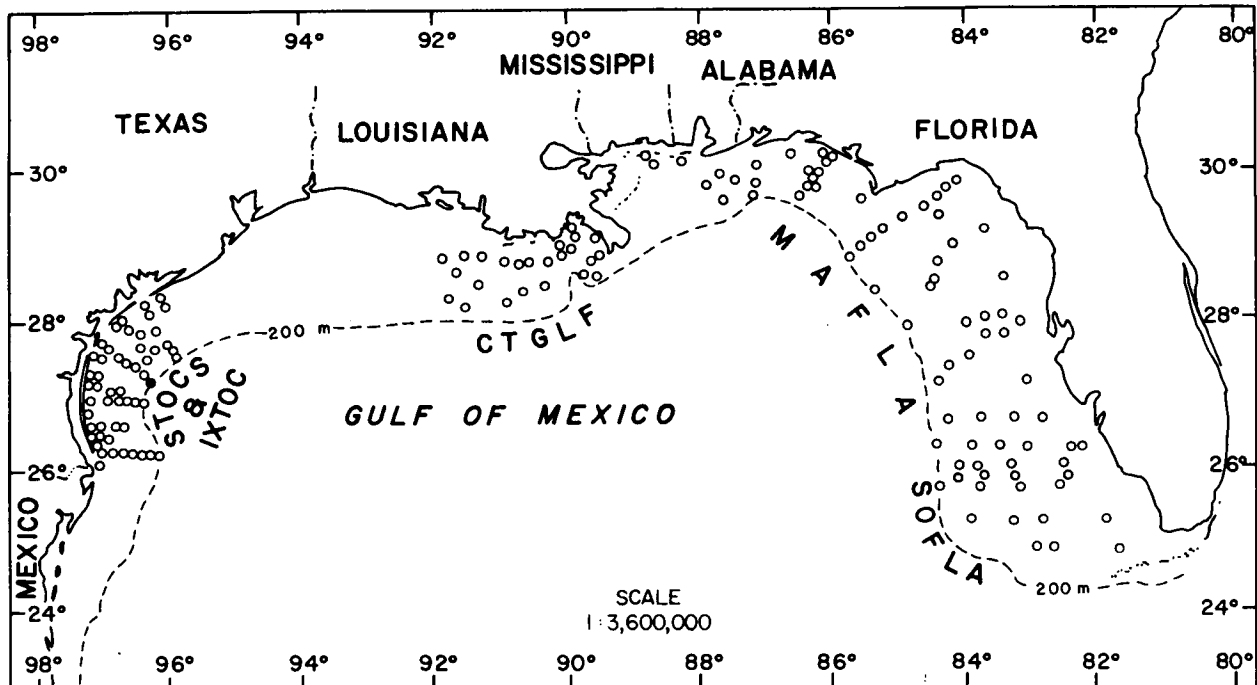 98° 96° 94° 92° 90° 88° 86° 84° 82° 80°
MISSISSIPPI ALABAMA
TEXAS LOUISIANA FLORIDA
30° 30°
28° 28°
200 m
CTGLF
MAFLA
STOCS
&
IXTOC
GULF OF MEXICO
26° 26°
MEXICO
SOFLA
200 m
24° 24°
SCALE
1:3,600,000
98° 96° 94° 92° 90° 88° 86° 84° 82° 80°